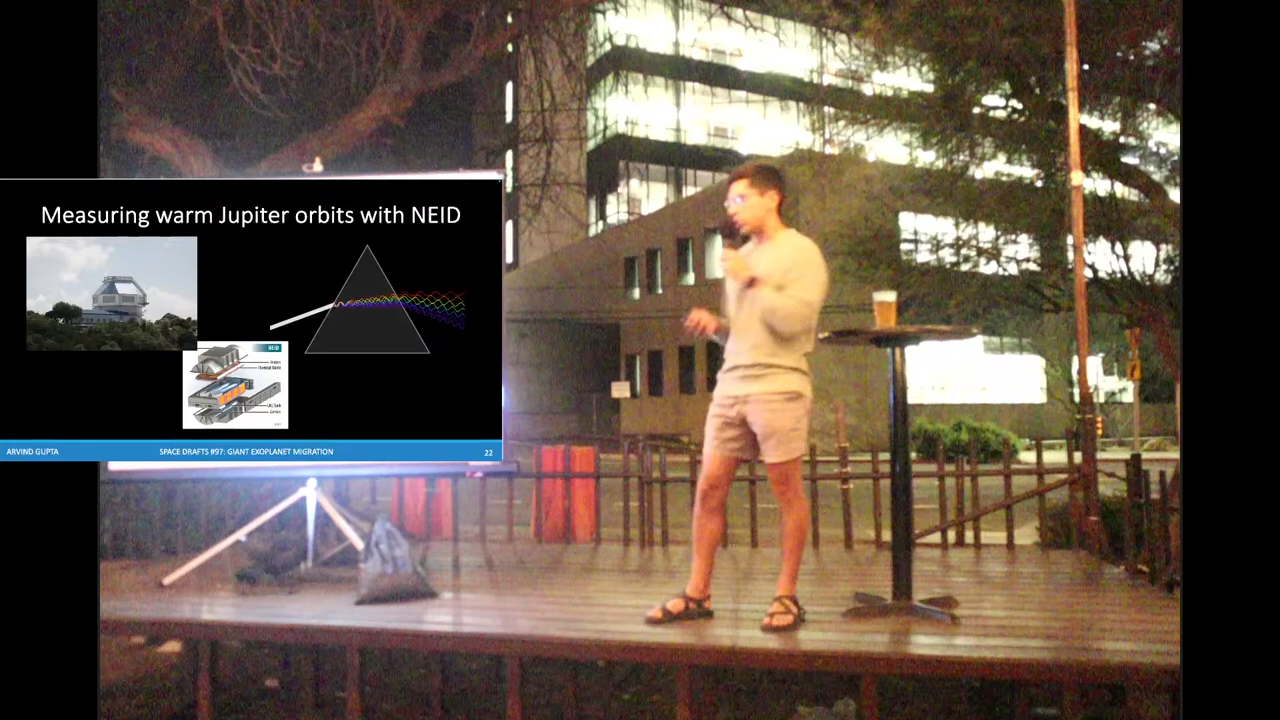 Measuring warm Jupiter orbits with NEID
NEID
ARVIND GUPTA
SPACE DRAFTS #97: GIANT EXOPLANET MIGRATION
22